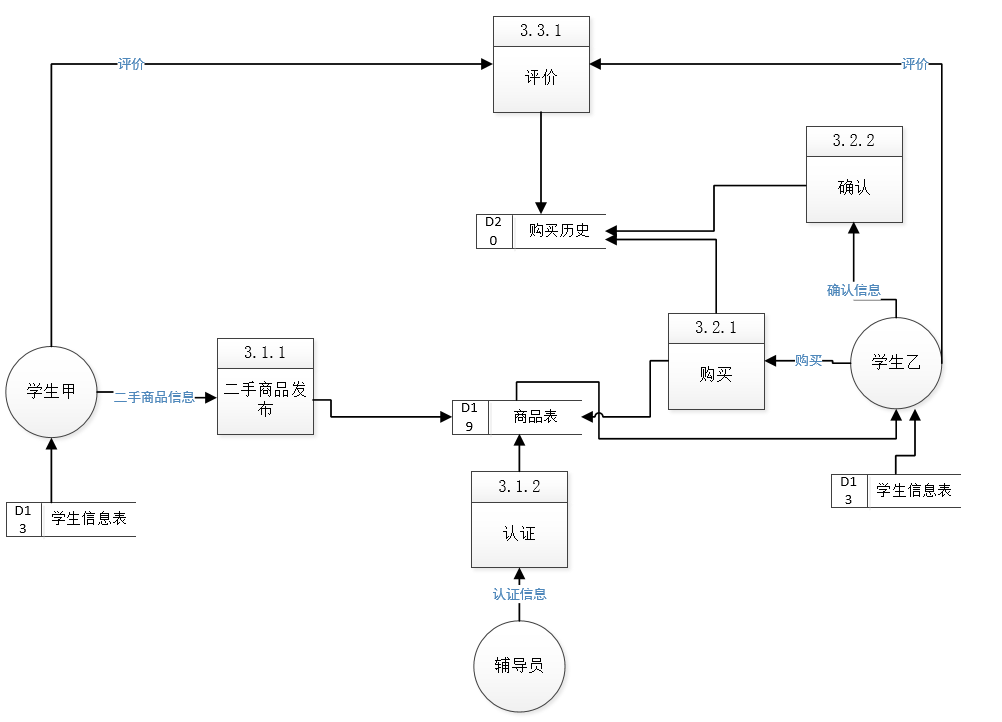 3.3.1
评价
评价
评价
3.2.2
确认
D2
0
购买历史
确认信息
3.2.1
购买
购买
学生乙
3.1.1
二手商品发
布
学生甲
二手商品信息
D1
9
商品表
3.1.2
认证
D1
3
学生信息表
D1
3
学生信息表
认证信息
辅导员